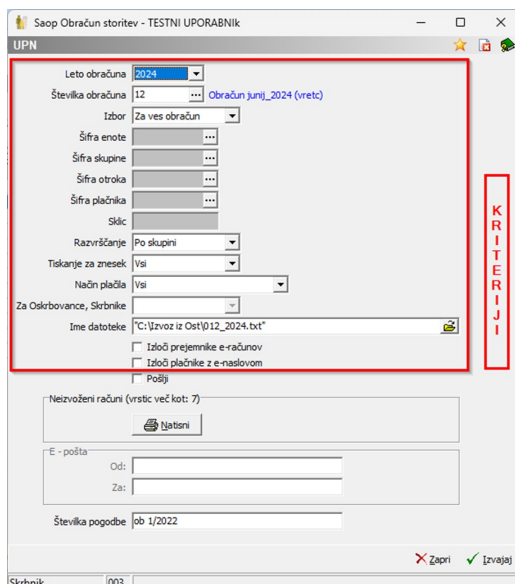 Saop Obračun storitev - TESTNI UPORABNIk
UPN
Leto obračuna 2024
Številka obračuna 12 ... Obračun junij_2024 (vretc)
Izbor Za ves obračun
Šifra enote ...
Šifra skupine ...
Šifra otroka ...
Šifra plačnika ...
Sklic
Razvrščanje Po skupini
Tiskanje za znesek Vsi
Način plačila Vsi
Za Oskrbovance, Skrbnike
Ime datoteke "C:\Izvoz iz Ost\012_2024.txt"
Izloči prejemnike e-računov
Izloči plačnike z e-naslovom
Pošlji
KRITERIJI
Neizvoženi računi (vrstic več kot: 7)
Natisni
E - pošta
Od:
Za:
Številka pogodbe ob 1/2022
Zapri Izvajaj
Skrbnik 003